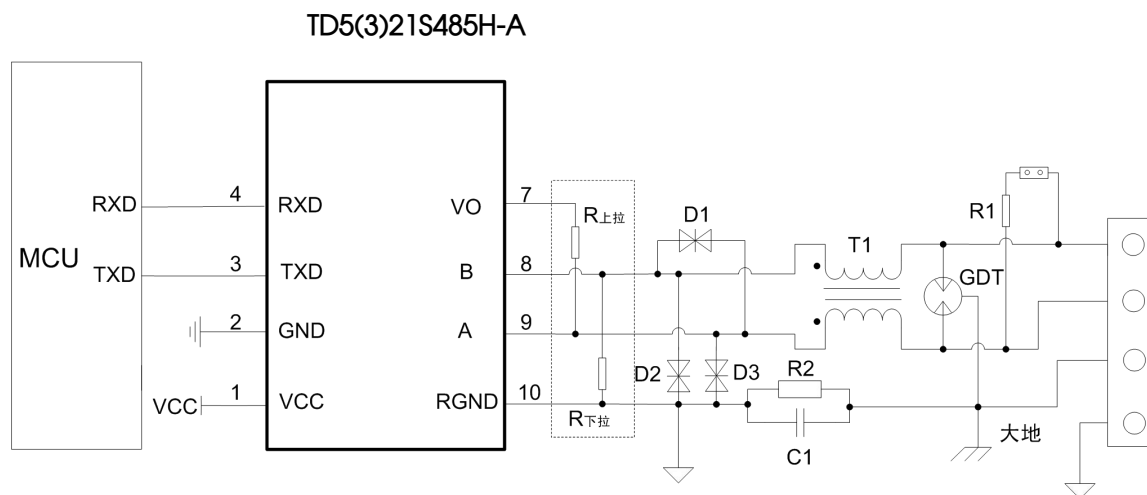 TD5(3)21S485H-A
MCU
RXD
TXD
4
3
2
1
VCC
RXD
TXD
GND
VCC
VO
B
A
RGND
7
8
9
10
R上拉
R下拉
D1
D2
D3
T1
R2
C1
GDT
R1
大地